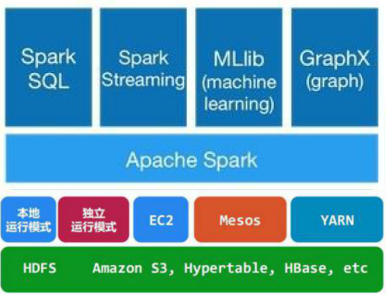 Spark
SQL
Spark
Streaming
MLlib
(machine
learning)
GraphX
(graph)
Apache Spark
本地
运行模式
独立
运行模式
EC2
Mesos
YARN
HDFS Amazon S3, Hypertable, HBase, etc